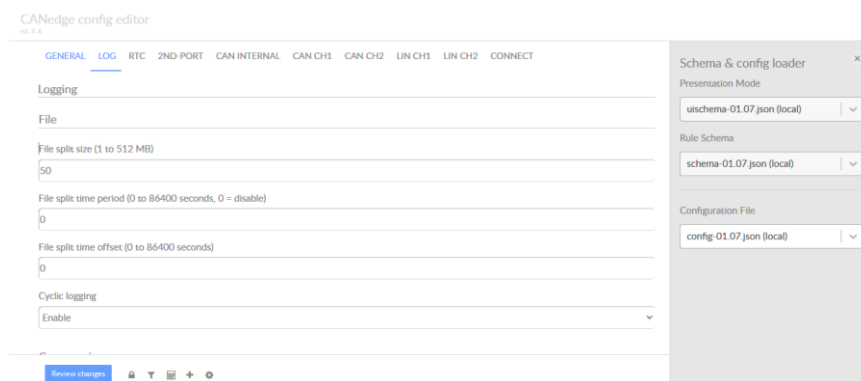 CANedge config editor
v2.7.4
GENERAL LOG RTC 2ND-PORT CAN INTERNAL CAN CH1 CAN CH2 LIN CH1 LIN CH2 CONNECT
Logging
File
File split size (1 to 512 MB)
50
File split time period (0 to 86400 seconds, 0 = disable)
0
File split time offset (0 to 86400 seconds)
0
Cyclic logging
Enable
Review changes
Schema & config loader
×
Presentation Mode
uischema-01.07.json (local)
Rule Schema
schema-01.07.json (local)
Configuration File
config-01.07.json (local)